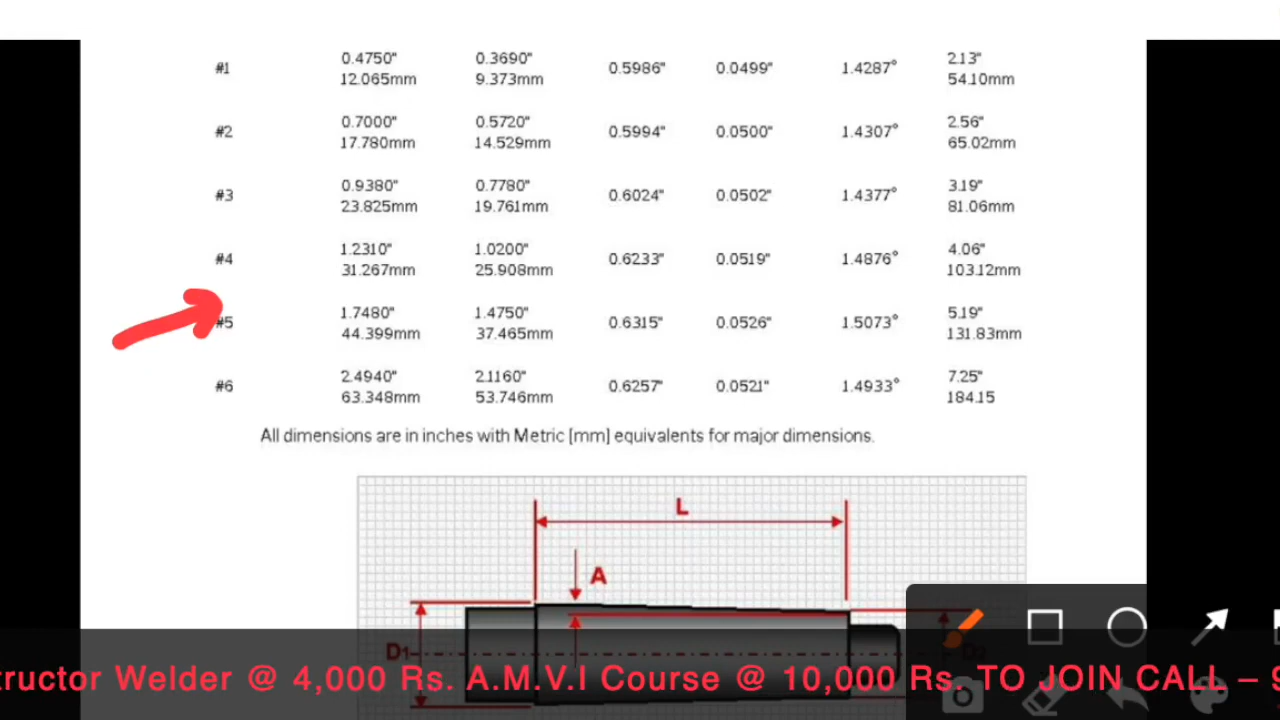 #1 0.4750" 0.3690" 0.5986" 0.0499" 1.4287° 2.13"
12.065mm 9.373mm 54.10mm
#2 0.7000" 0.5720" 0.5994" 0.0500" 1.4307° 2.56"
17.780mm 14.529mm 65.02mm
#3 0.9380" 0.7780" 0.6024" 0.0502" 1.4377° 3.19"
23.825mm 19.761mm 81.06mm
#4 1.2310" 1.0200" 0.6233" 0.0519" 1.4876° 4.06"
31.267mm 25.908mm 103.12mm
#5 1.7480" 1.4750" 0.6315" 0.0526" 1.5073° 5.19"
44.399mm 37.465mm 131.83mm
#6 2.4940" 2.1160" 0.6257" 0.0521" 1.4933° 7.25"
63.348mm 53.746mm 184.15
All dimensions are in inches with Metric [mm] equivalents for major dimensions.
L
A
D1 D2
tructor Welder @ 4,000 Rs. A.M.V.I Course @ 10,000 Rs. TO JOIN CALL – 9